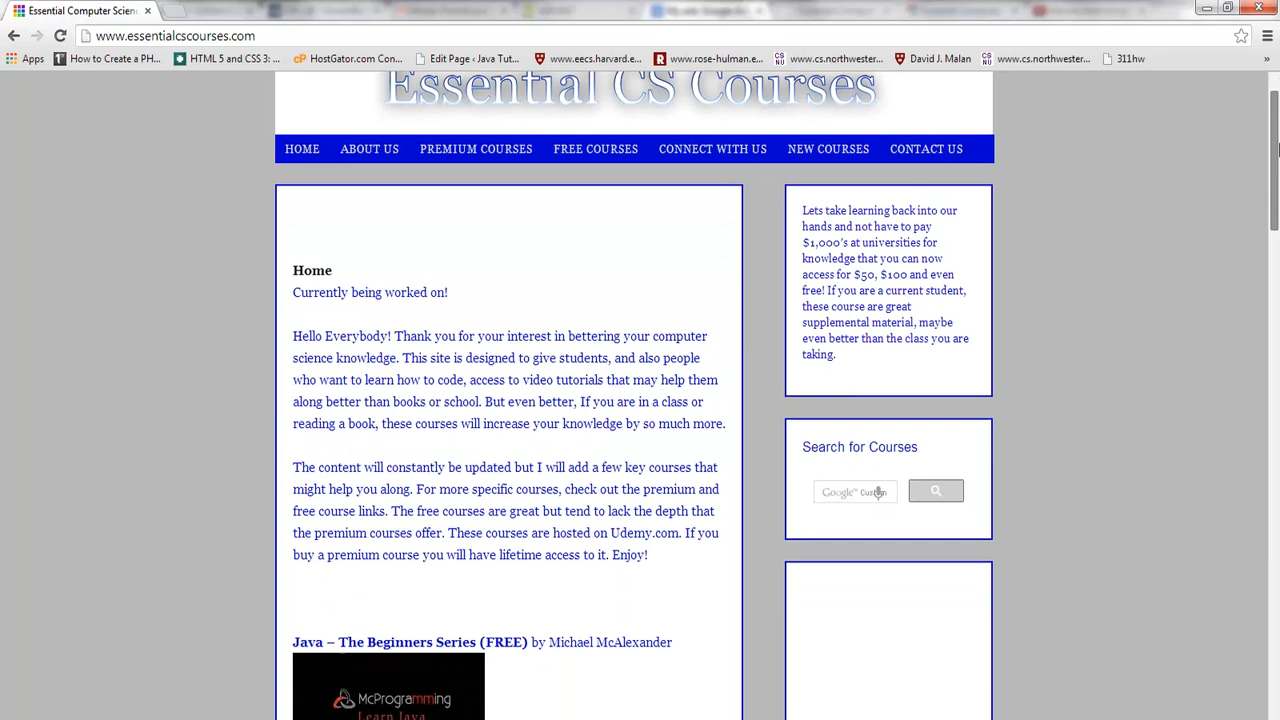 Essential Computer Scien
www.essentialcscourses.com
Apps
How to Create a PH...
HTML 5 and CSS 3: ...
HostGator.com Con...
Edit Page ‹ Java Tut...
www.eecs.harvard.e...
www.rose-hulman.e...
www.cs.northwester...
David J. Malan
www.cs.northwester...
311hw
»
Essential CS Courses
HOME
ABOUT US
PREMIUM COURSES
FREE COURSES
CONNECT WITH US
NEW COURSES
CONTACT US
Home
Currently being worked on!
Hello Everybody! Thank you for your interest in bettering your computer
science knowledge. This site is designed to give students, and also people
who want to learn how to code, access to video tutorials that may help them
along better than books or school. But even better, If you are in a class or
reading a book, these courses will increase your knowledge by so much more.
The content will constantly be updated but I will add a few key courses that
might help you along. For more specific courses, check out the premium and
free course links. The free courses are great but tend to lack the depth that
the premium courses offer. These courses are hosted on Udemy.com. If you
buy a premium course you will have lifetime access to it. Enjoy!
Java – The Beginners Series (FREE) by Michael McAlexander
McProgramming
Learn Java
Lets take learning back into our
hands and not have to pay
$1,000's at universities for
knowledge that you can now
access for $50, $100 and even
free! If you are a current student,
these course are great
supplemental material, maybe
even better than the class you are
taking.
Search for Courses
Google™ Custom